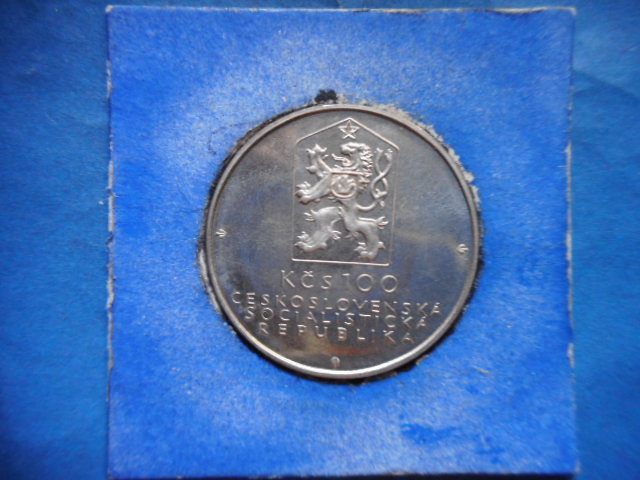 Kčs 100
ČESKOSLOVENSKÁ
SOCIALISTICKÁ
REPUBLIKA